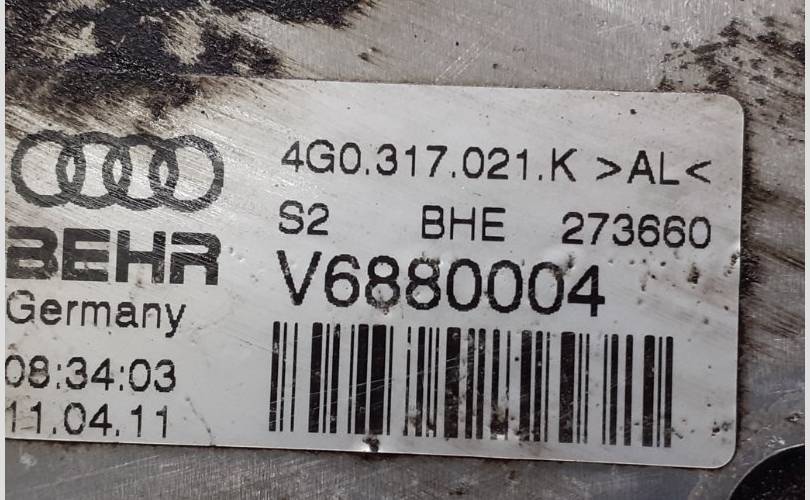 4G0.317.021.K >AL<
S2 BHE 273660
BEHR
V6880004
Germany
08:34:03
11.04.11